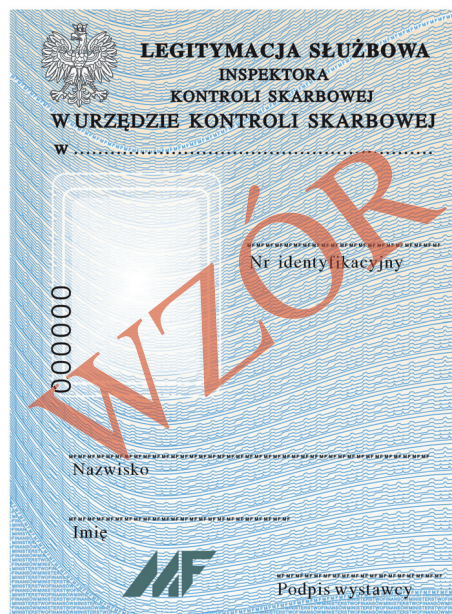 LEGITYMACJA SŁUŻBOWA
INSPEKTORA
KONTROLI SKARBOWEJ
W URZĘDZIE KONTROLI SKARBOWEJ
w ..................................................
WZÓR
Nr identyfikacyjny
000000
Nazwisko
Imię
MF
Podpis wystawcy